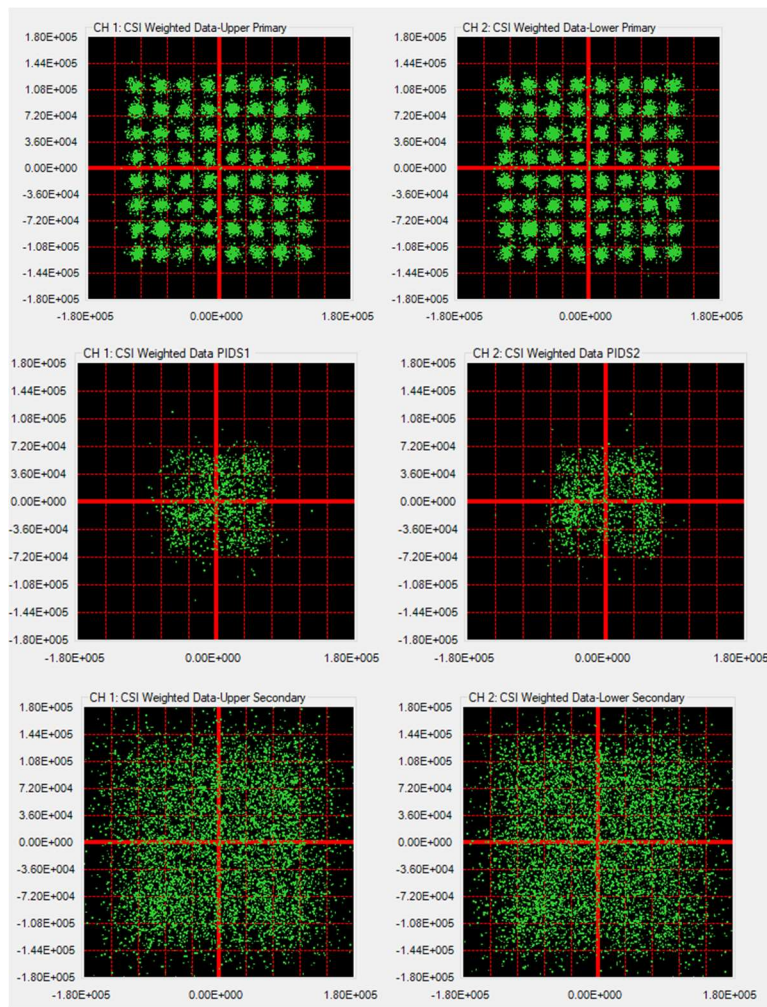 CH 1: CSI Weighted Data-Upper Primary
1.80E+005
1.44E+005
1.08E+005
7.20E+004
3.60E+004
0.00E+000
-3.60E+004
-7.20E+004
-1.08E+005
-1.44E+005
-1.80E+005
-1.80E+005 0.00E+000 1.80E+005
CH 2: CSI Weighted Data-Lower Primary
1.80E+005
1.44E+005
1.08E+005
7.20E+004
3.60E+004
0.00E+000
-3.60E+004
-7.20E+004
-1.08E+005
-1.44E+005
-1.80E+005
-1.80E+005 0.00E+000 1.80E+005
CH 1: CSI Weighted Data PIDS1
1.80E+005
1.44E+005
1.08E+005
7.20E+004
3.60E+004
0.00E+000
-3.60E+004
-7.20E+004
-1.08E+005
-1.44E+005
-1.80E+005
-1.80E+005 0.00E+000 1.80E+005
CH 2: CSI Weighted Data PIDS2
1.80E+005
1.44E+005
1.08E+005
7.20E+004
3.60E+004
0.00E+000
-3.60E+004
-7.20E+004
-1.08E+005
-1.44E+005
-1.80E+005
-1.80E+005 0.00E+000 1.80E+005
CH 1: CSI Weighted Data-Upper Secondary
1.80E+005
1.44E+005
1.08E+005
7.20E+004
3.60E+004
0.00E+000
-3.60E+004
-7.20E+004
-1.08E+005
-1.44E+005
-1.80E+005
-1.80E+005 0.00E+000 1.80E+005
CH 2: CSI Weighted Data-Lower Secondary
1.80E+005
1.44E+005
1.08E+005
7.20E+004
3.60E+004
0.00E+000
-3.60E+004
-7.20E+004
-1.08E+005
-1.44E+005
-1.80E+005
-1.80E+005 0.00E+000 1.80E+005